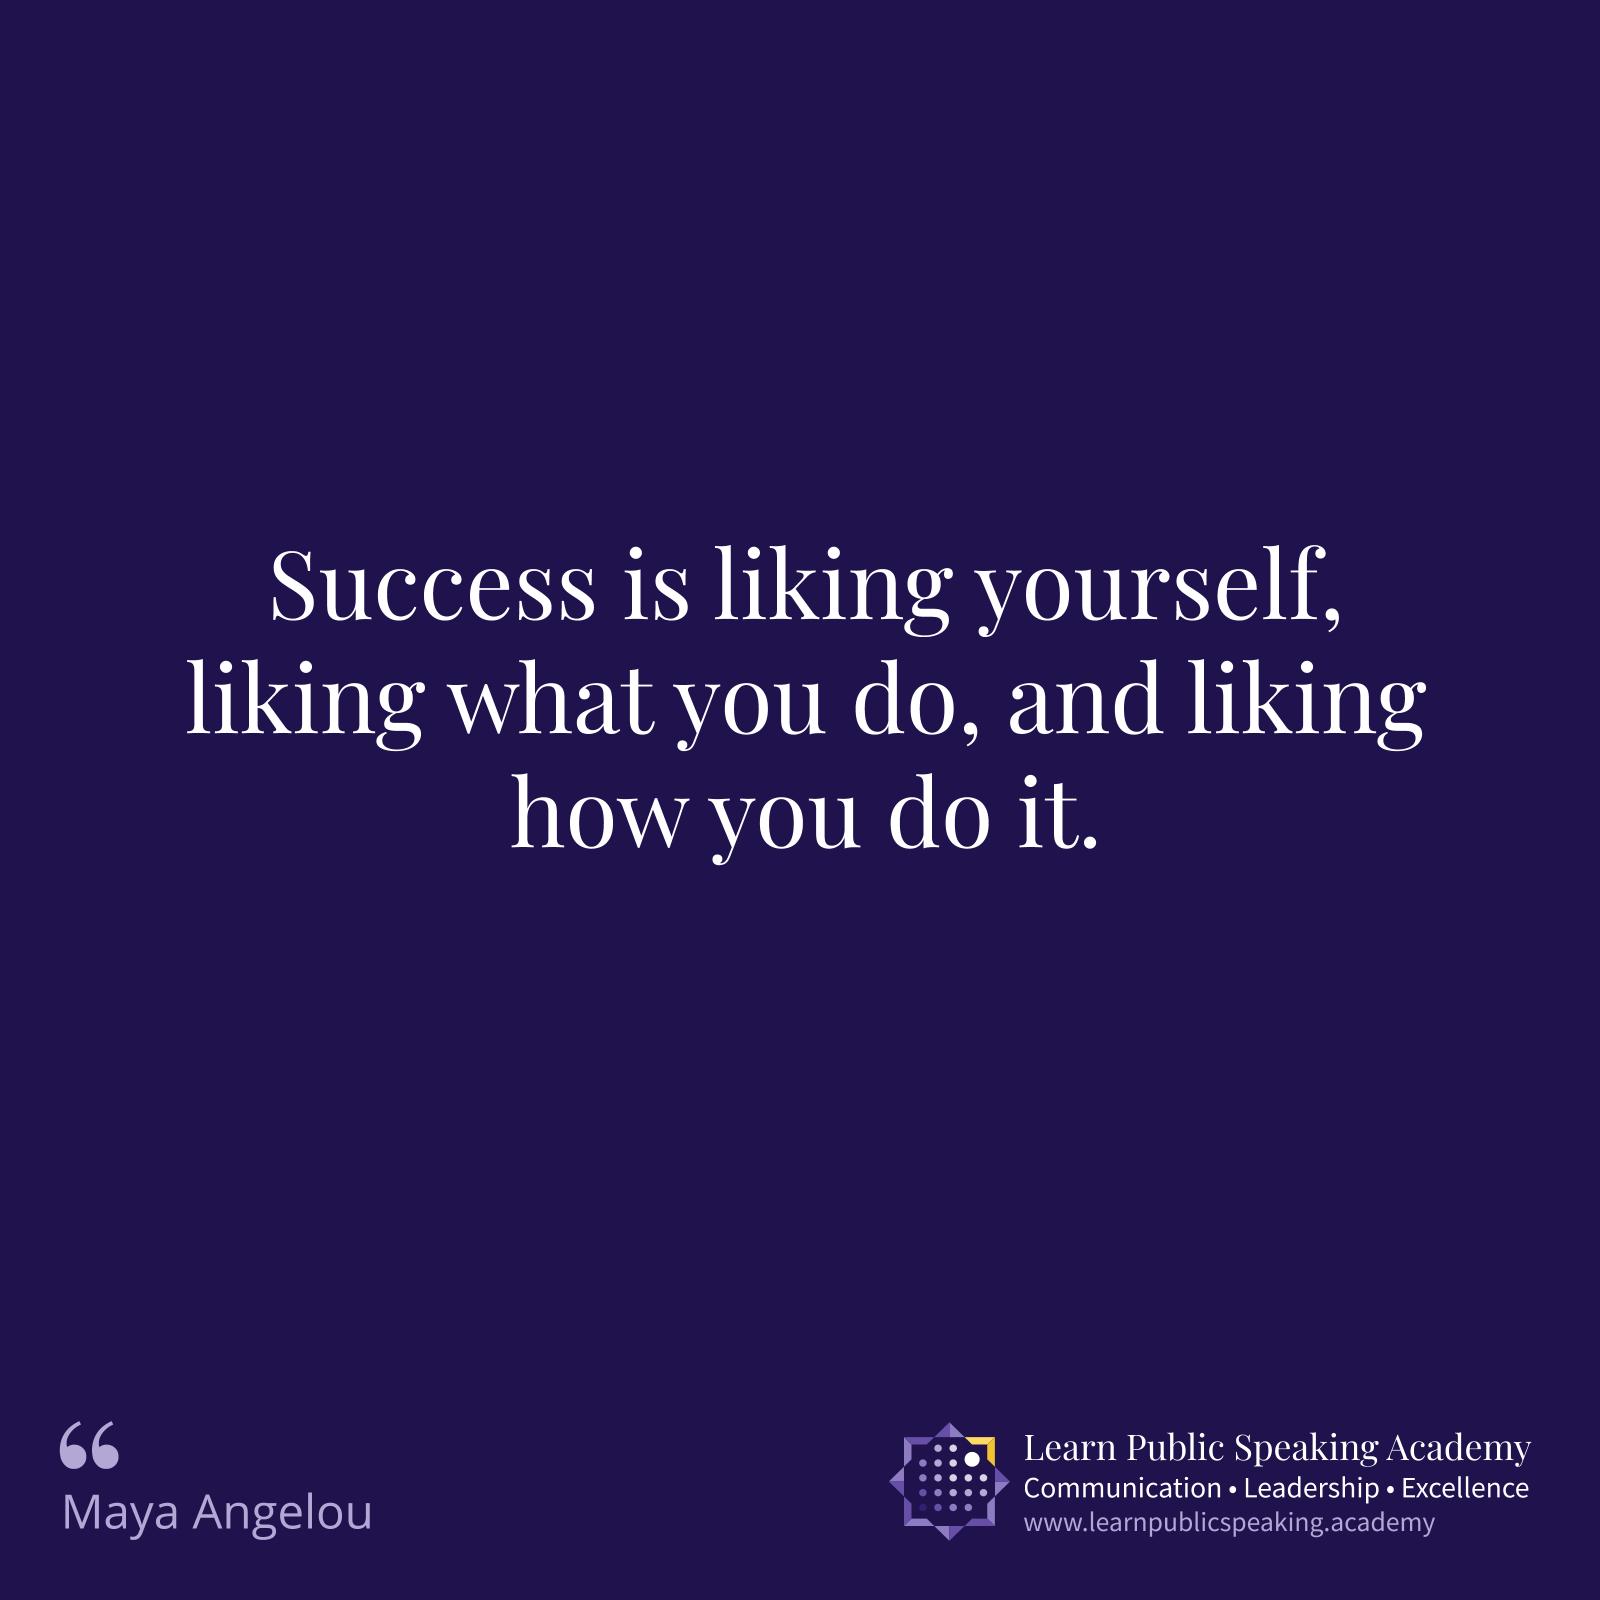 Success is liking yourself,
liking what you do, and liking
how you do it.
“
Maya Angelou
Learn Public Speaking Academy
Communication • Leadership • Excellence
www.learnpublicspeaking.academy